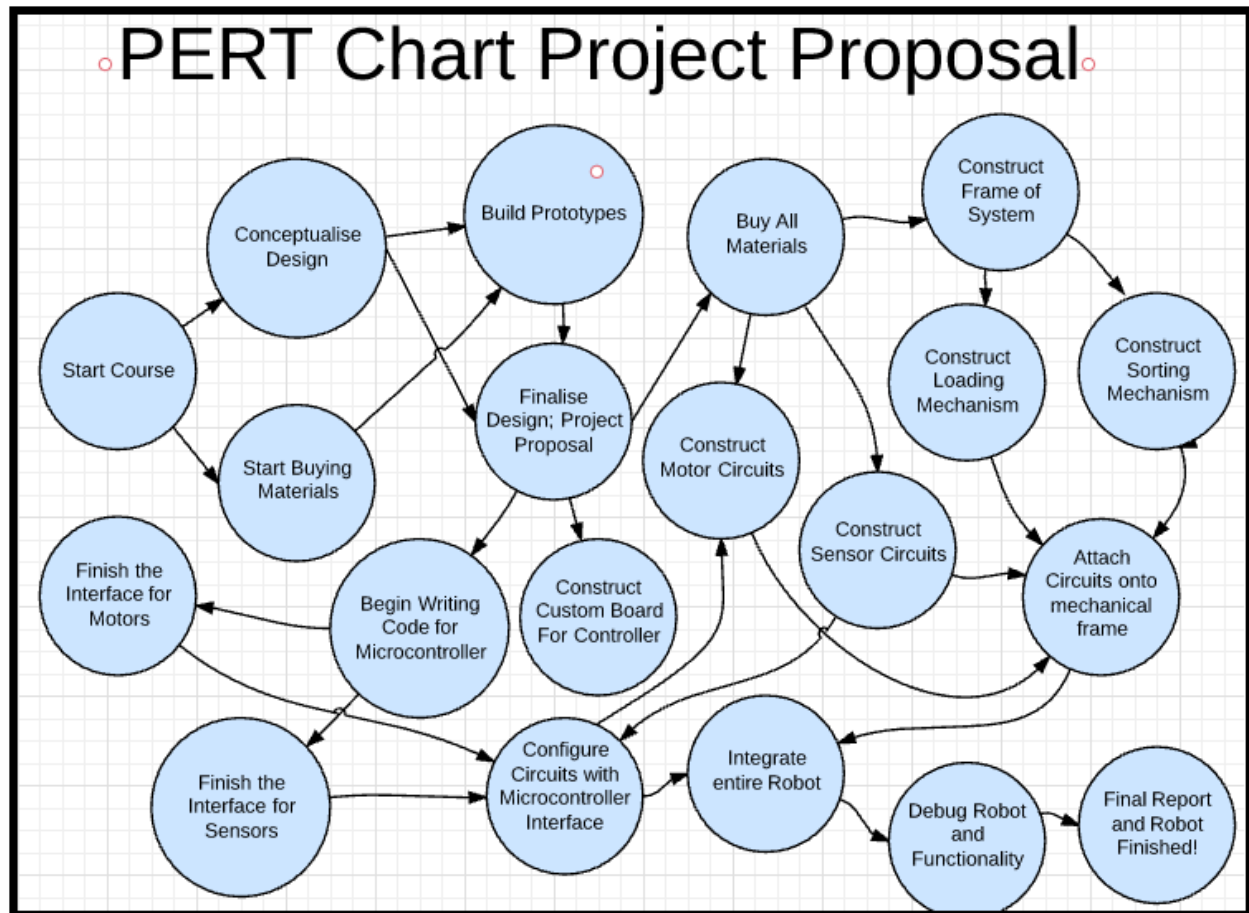 PERT Chart Project Proposal
Construct
Frame of
System
Build Prototypes
Buy All
Materials
Conceptualise
Design
Start Course
Construct
Loading
Mechanism
Construct
Sorting
Mechanism
Finalise
Design; Project
Proposal
Construct
Motor Circuits
Start Buying
Materials
Construct
Sensor Circuits
Finish the
Interface for
Motors
Begin Writing
Code for
Microcontroller
Construct
Custom Board
For Controller
Attach
Circuits onto
mechanical
frame
Finish the
Interface for
Sensors
Configure
Circuits with
Microcontroller
Interface
Integrate
entire Robot
Debug Robot
and
Functionality
Final Report
and Robot
Finished!